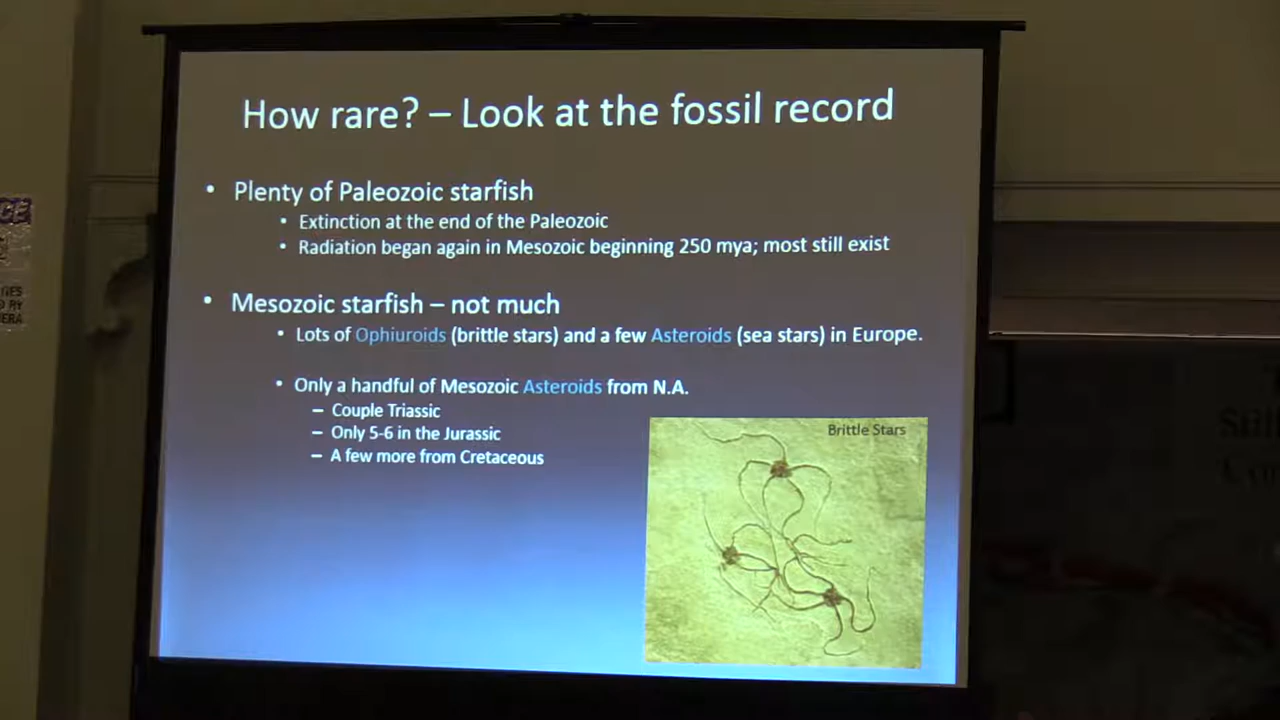 How rare? – Look at the fossil record
• Plenty of Paleozoic starfish
• Extinction at the end of the Paleozoic
• Radiation began again in Mesozoic beginning 250 mya; most still exist
• Mesozoic starfish – not much
• Lots of Ophiuroids (brittle stars) and a few Asteroids (sea stars) in Europe.
• Only a handful of Mesozoic Asteroids from N.A.
– Couple Triassic
– Only 5-6 in the Jurassic
– A few more from Cretaceous
Brittle Stars